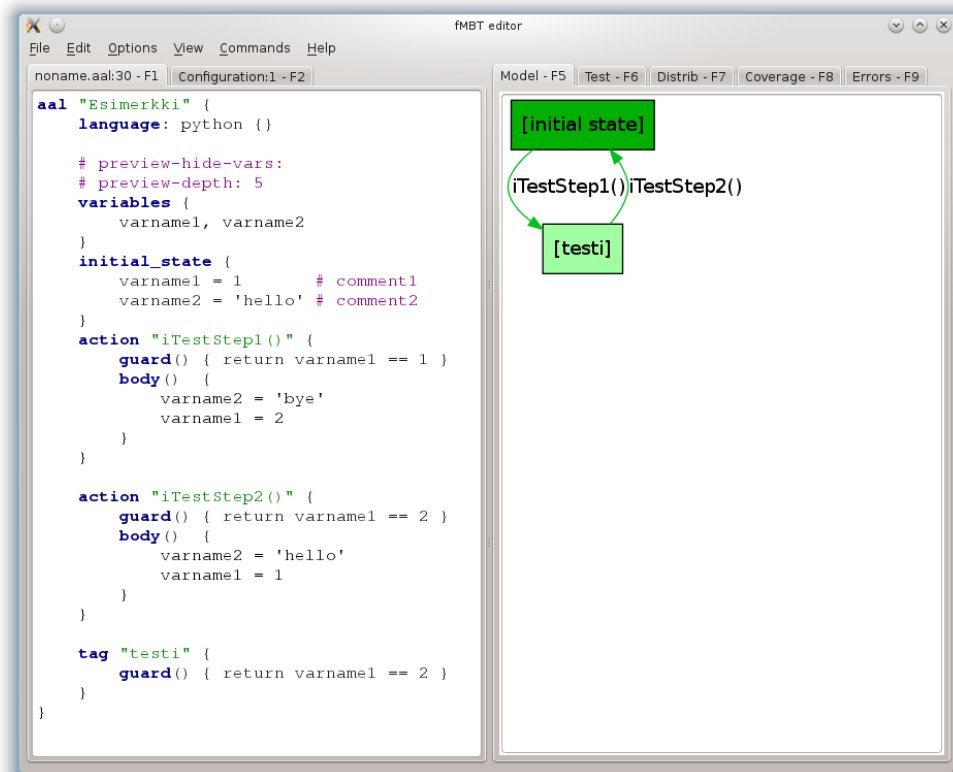 fMBT editor
File Edit Options View Commands Help
noname.aal:30 - F1 Configuration:1 - F2
aal "Esimerkki" {
    language: python {}

    # preview-hide-vars:
    # preview-depth: 5
    variables {
        varname1, varname2
    }
    initial_state {
        varname1 = 1       # comment1
        varname2 = 'hello' # comment2
    }
    action "iTestStep1()" {
        guard() { return varname1 == 1 }
        body()  {
            varname2 = 'bye'
            varname1 = 2
        }
    }

    action "iTestStep2()" {
        guard() { return varname1 == 2 }
        body()  {
            varname2 = 'hello'
            varname1 = 1
        }
    }

    tag "testi" {
        guard() { return varname1 == 2 }
    }
}
Model - F5 Test - F6 Distrib - F7 Coverage - F8 Errors - F9
[initial state]
iTestStep1() iTestStep2()
[testi]